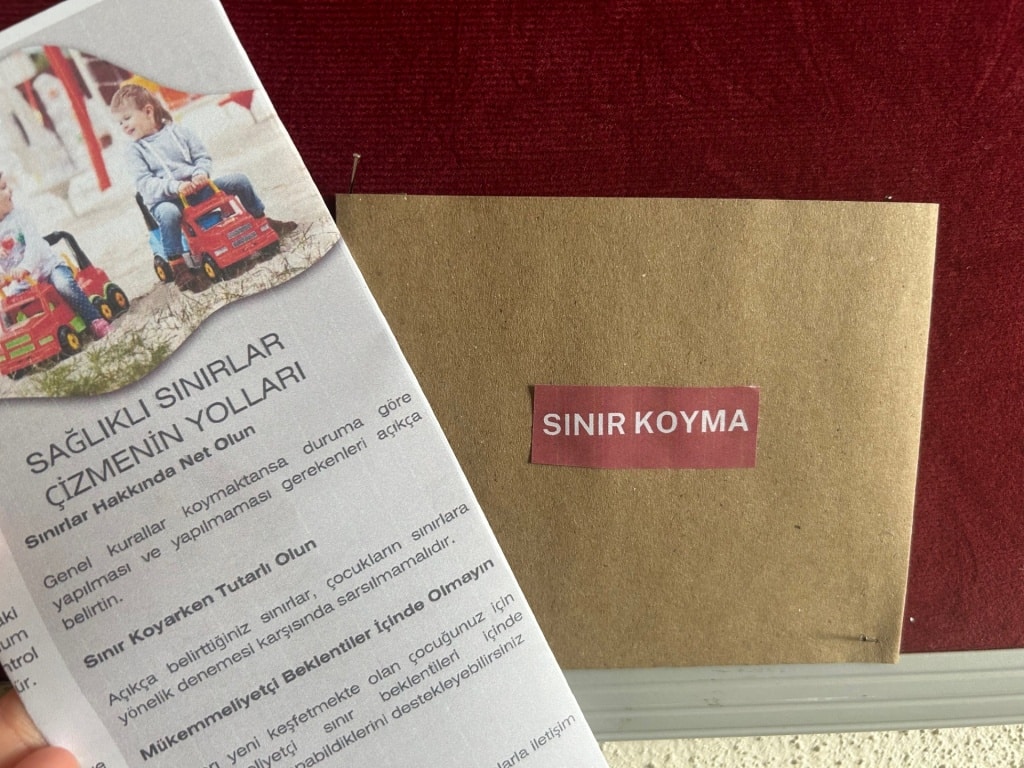 SAĞLIKLI SINIRLAR
ÇİZMENİN YOLLARI
Sınırlar Hakkında Net Olun
Genel kurallar koymaktansa duruma göre
yapılması ve yapılmaması gerekenleri açıkça
belirtin.
Sınır Koyarken Tutarlı Olun
Açıkça belirttiğiniz sınırlar, çocukların sınırlara
yönelik denemesi karşısında sarsılmamalıdır.
Mükemmeliyetçi Beklentiler İçinde Olmayın
yeni keşfetmekte olan çocuğunuz için
sınır beklentileri içinde
destekleyebilirsiniz
iletişim
SINIR KOYMA